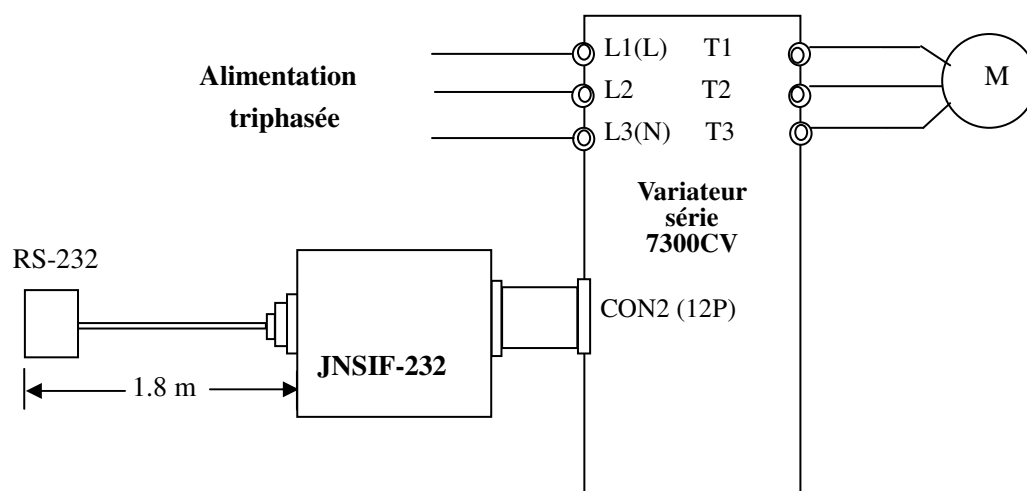 L1(L) T1
Alimentation
triphasée
L2 T2
L3(N) T3
M
Variateur
série
7300CV
RS-232
CON2 (12P)
JNSIF-232
1.8 m